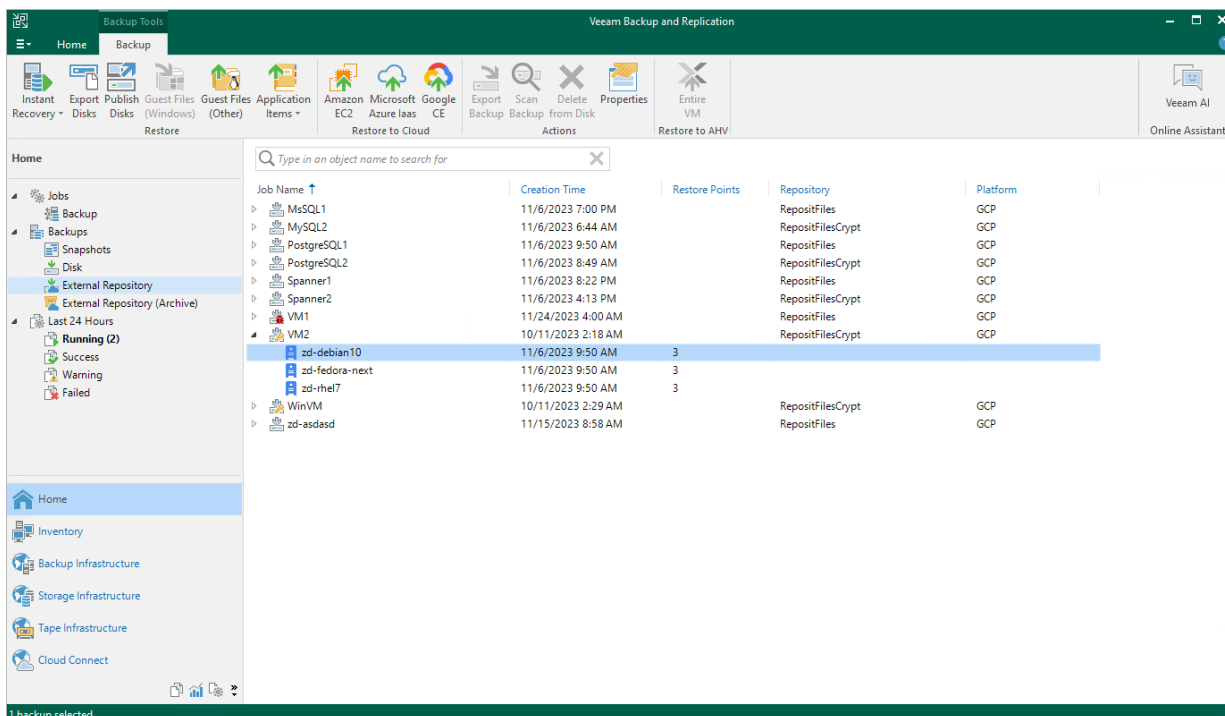 Backup Tools
Veeam Backup and Replication
Home Backup
Instant Recovery
Export Disks
Publish Disks
Guest Files (Windows)
Guest Files (Other)
Application Items
Restore
Amazon EC2
Microsoft Azure Iaas
Google CE
Restore to Cloud
Export Backup
Scan Backup
Delete from Disk
Properties
Actions
Entire VM
Restore to AHV
Veeam AI
Online Assistant
Home
Jobs
Backup
Backups
Snapshots
Disk
External Repository
External Repository (Archive)
Last 24 Hours
Running (2)
Success
Warning
Failed
Home
Inventory
Backup Infrastructure
Storage Infrastructure
Tape Infrastructure
Cloud Connect
Type in an object name to search for
Job Name Creation Time Restore Points Repository Platform
MsSQL1 11/6/2023 7:00 PM RepositFiles GCP
MySQL2 11/6/2023 6:44 AM RepositFilesCrypt GCP
PostgreSQL1 11/6/2023 9:50 AM RepositFiles GCP
PostgreSQL2 11/6/2023 8:49 AM RepositFilesCrypt GCP
Spanner1 11/6/2023 8:22 PM RepositFiles GCP
Spanner2 11/6/2023 4:13 PM RepositFilesCrypt GCP
VM1 11/24/2023 4:00 AM RepositFiles GCP
VM2 10/11/2023 2:18 AM RepositFilesCrypt GCP
zd-debian10 11/6/2023 9:50 AM 3
zd-fedora-next 11/6/2023 9:50 AM 3
zd-rhel7 11/6/2023 9:50 AM 3
WinVM 10/11/2023 2:29 AM RepositFilesCrypt GCP
zd-asdasd 11/15/2023 8:58 AM RepositFiles GCP
1 backup selected